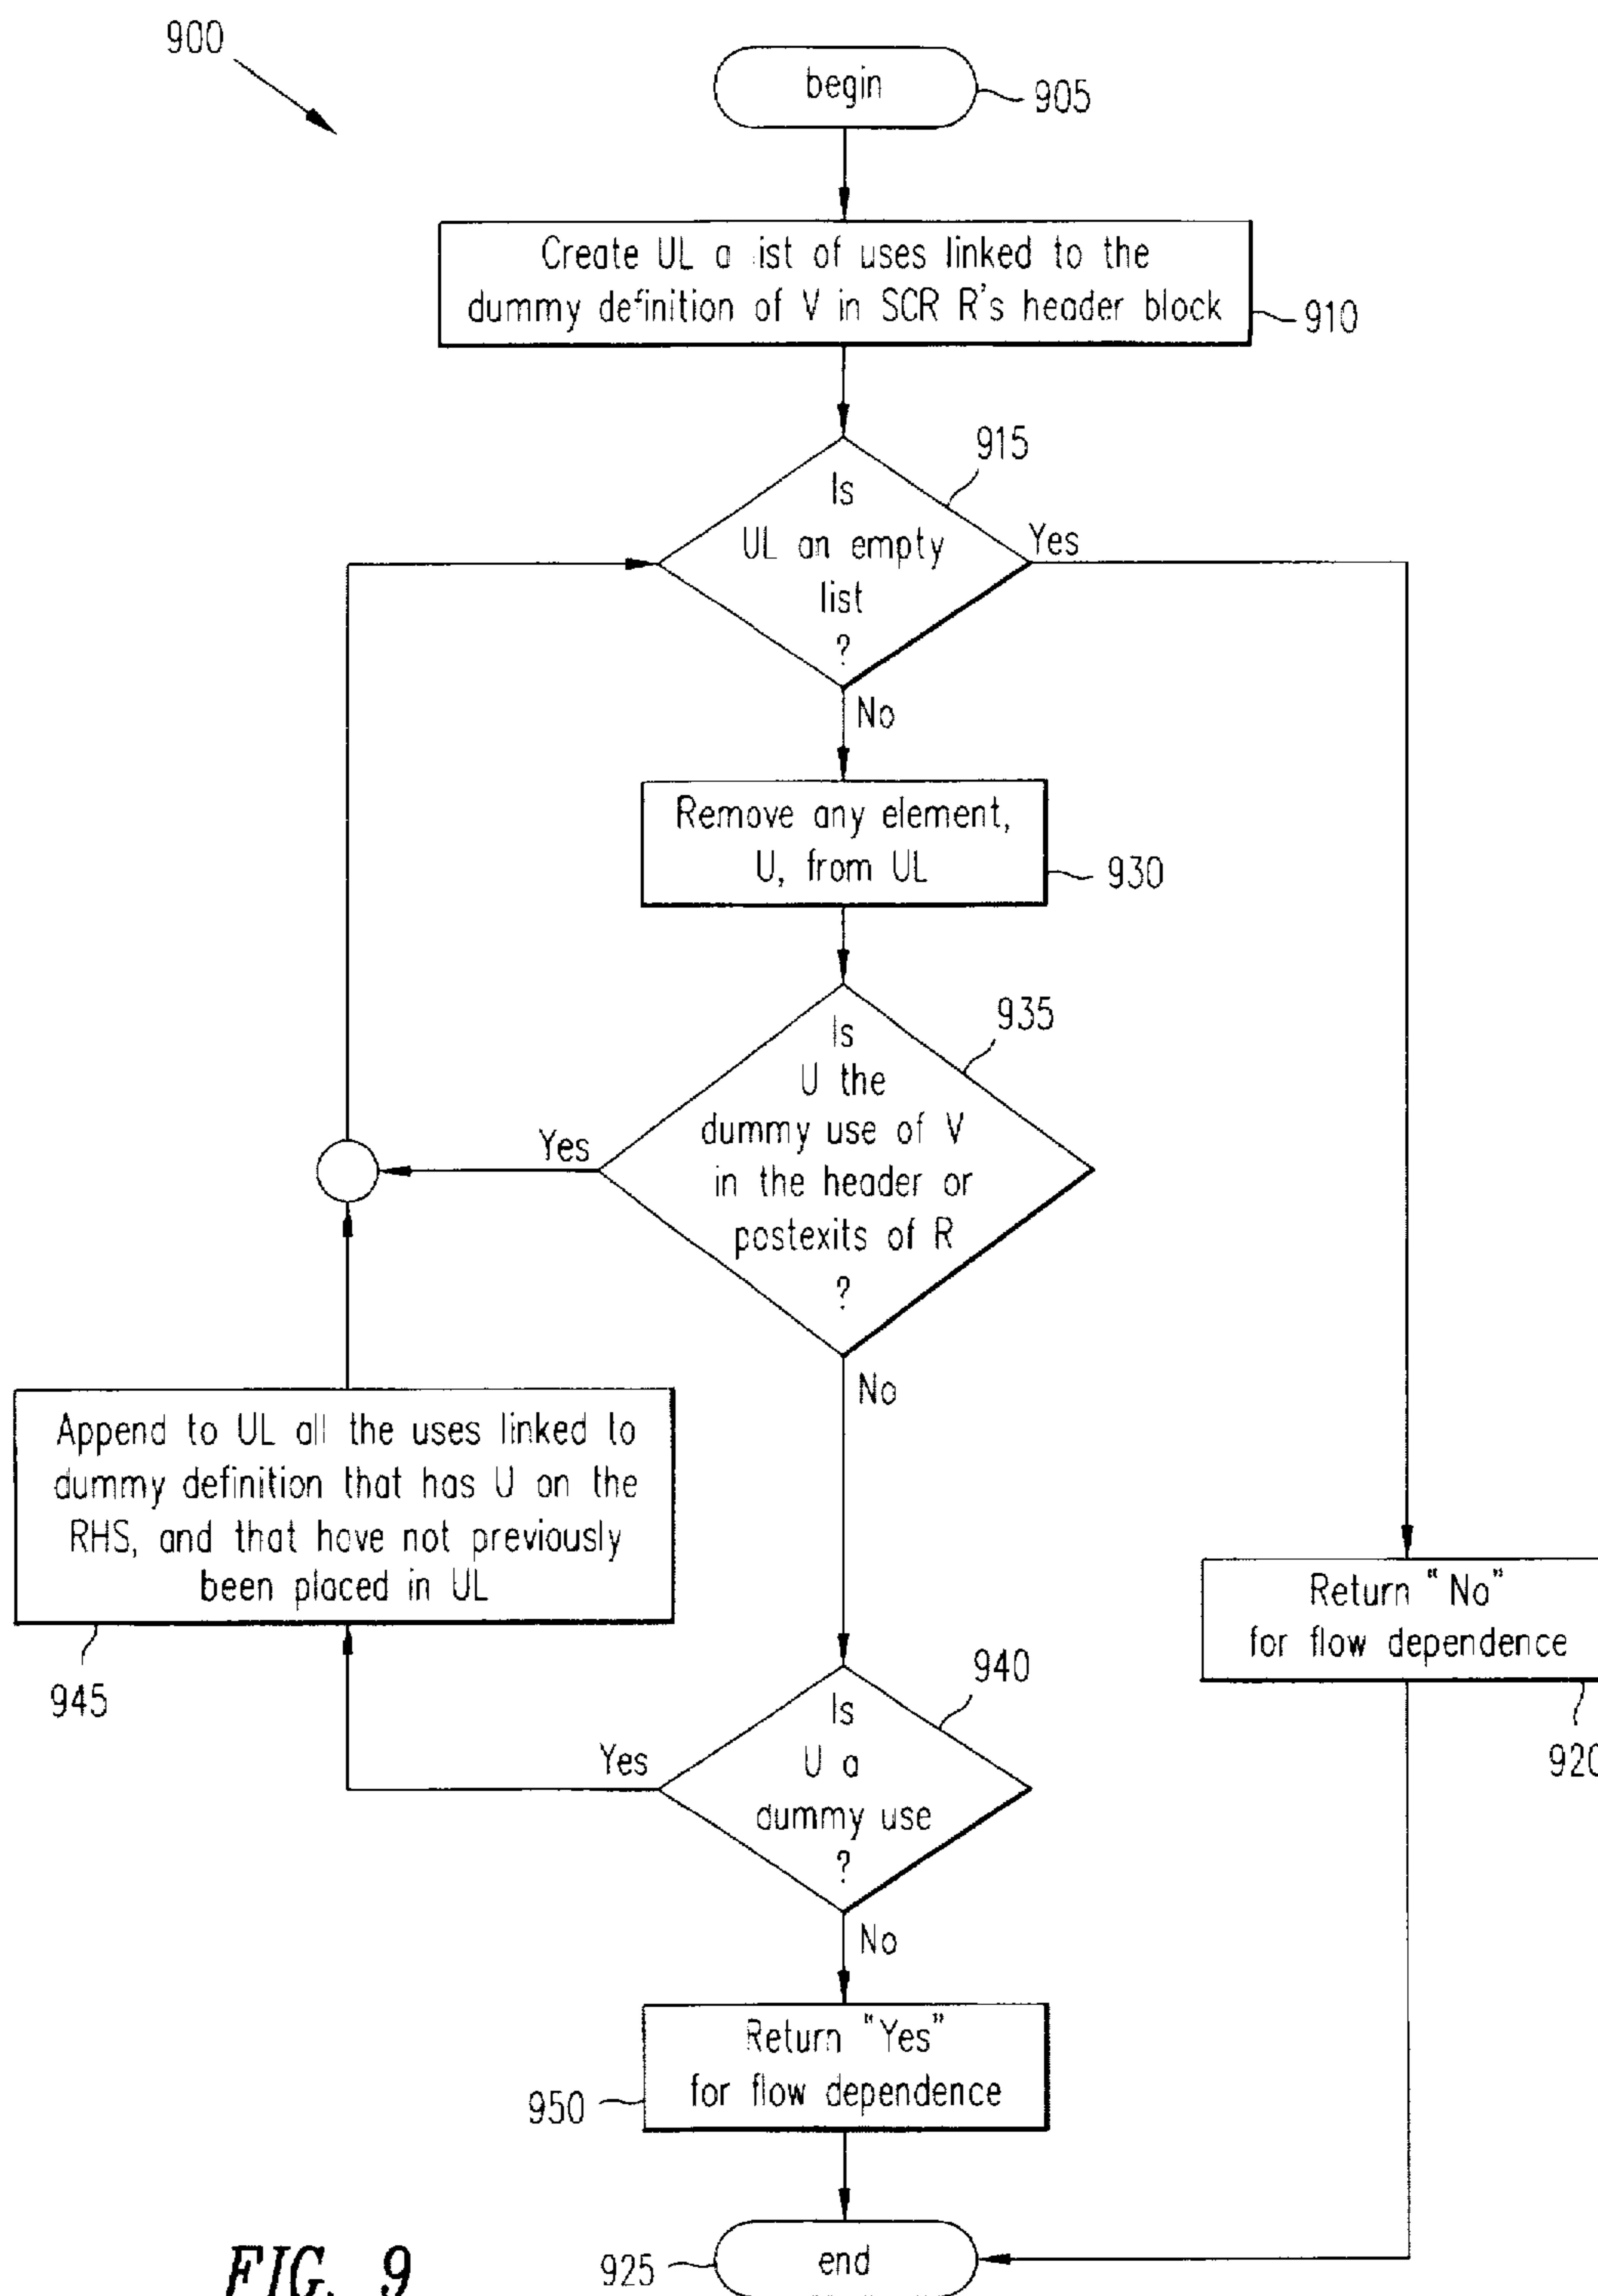 900
begin
905
Create UL a list of uses linked to the
dummy definition of V in SCR R's header block
910
915
Is
UL an empty
list
?
Yes
No
Remove any element,
U, from UL
930
935
Is
U the
dummy use of V
in the header or
postexits of R
?
Yes
No
Append to UL all the uses linked to
dummy definition that has U on the
RHS, and that have not previously
been placed in UL
945
Return "No"
for flow dependence
920
940
Is
U a
dummy use
?
Yes
No
Return "Yes"
for flow dependence
950
end
925
FIG. 9